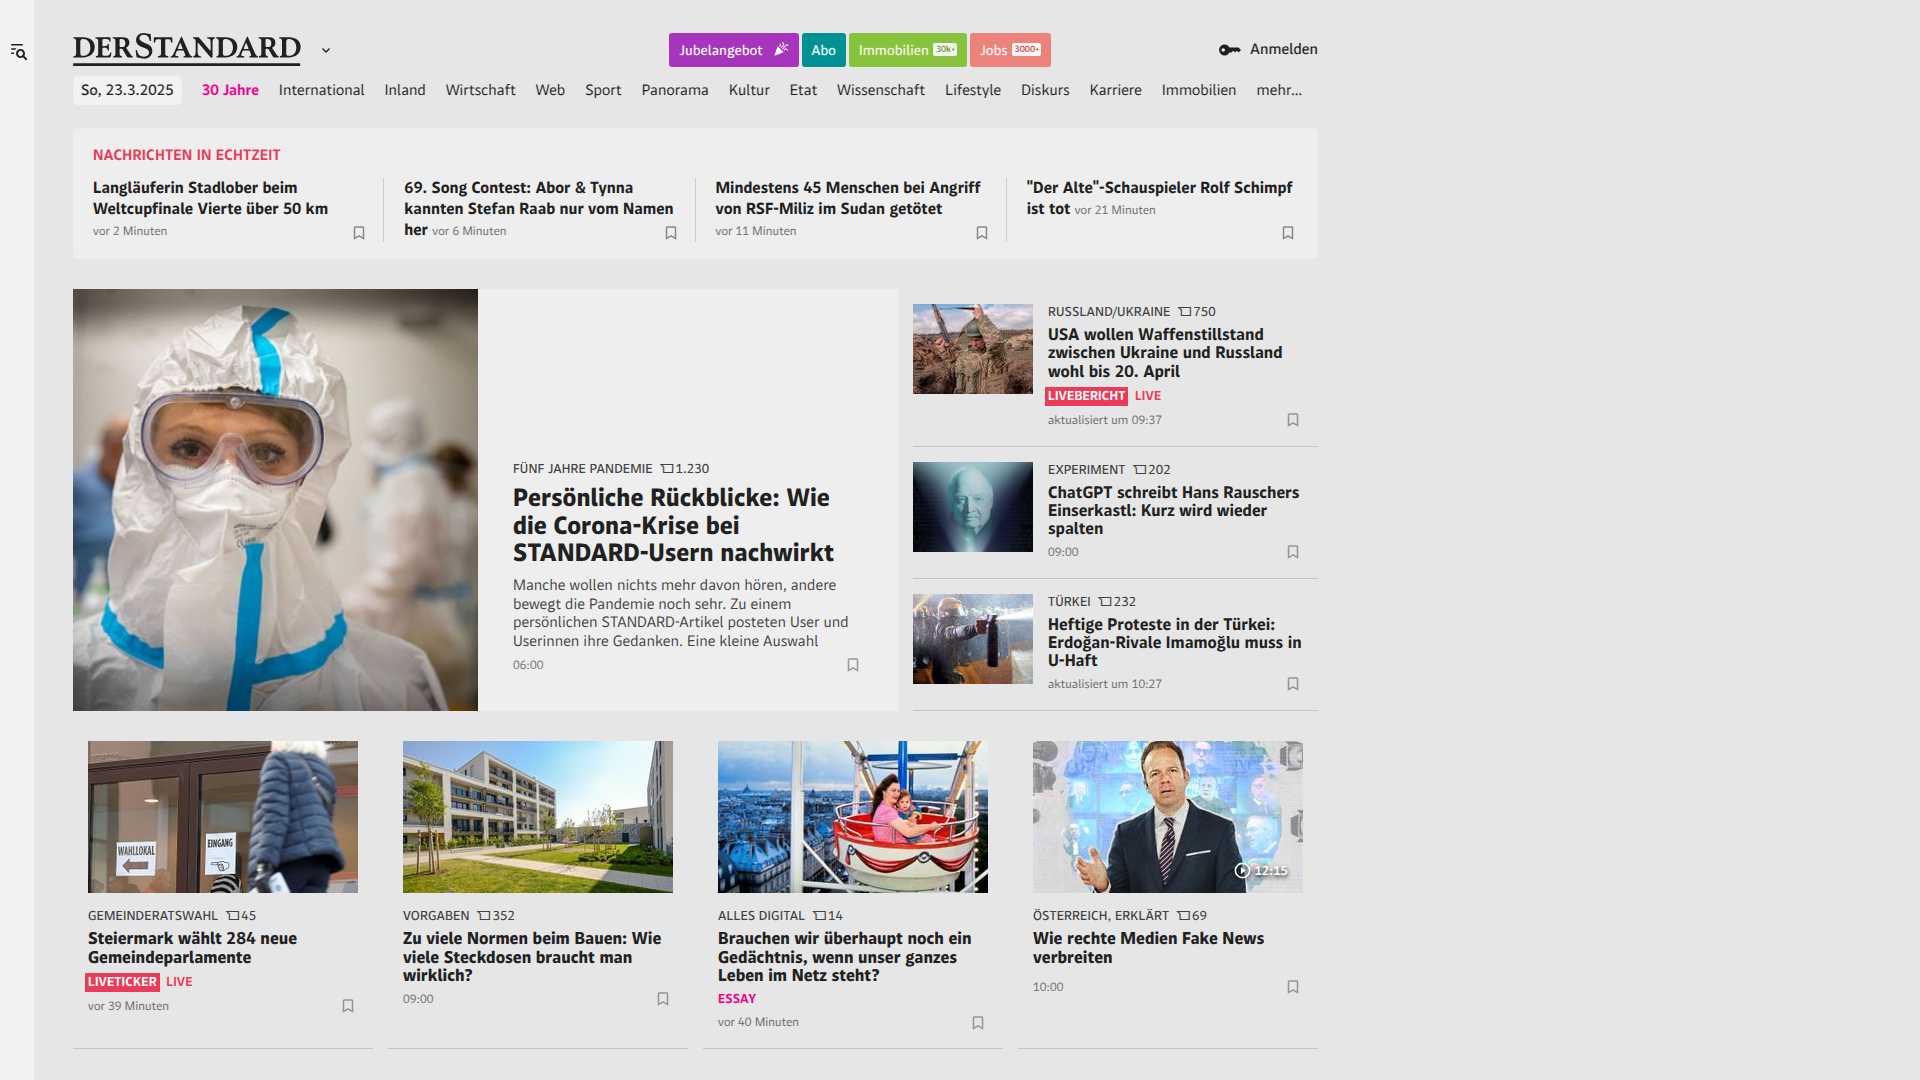 DERSTANDARD
Jubelangebot
Abo
Immobilien 30k+
Jobs 3000+
Anmelden
So, 23.3.2025
30 Jahre
International
Inland
Wirtschaft
Web
Sport
Panorama
Kultur
Etat
Wissenschaft
Lifestyle
Diskurs
Karriere
Immobilien
mehr...
NACHRICHTEN IN ECHTZEIT
Langläuferin Stadlober beim
Weltcupfinale Vierte über 50 km
vor 2 Minuten
69. Song Contest: Abor & Tynna
kannten Stefan Raab nur vom Namen
her vor 6 Minuten
Mindestens 45 Menschen bei Angriff
von RSF-Miliz im Sudan getötet
vor 11 Minuten
"Der Alte"-Schauspieler Rolf Schimpf
ist tot vor 21 Minuten
FÜNF JAHRE PANDEMIE 1.230
Persönliche Rückblicke: Wie
die Corona-Krise bei
STANDARD-Usern nachwirkt
Manche wollen nichts mehr davon hören, andere
bewegt die Pandemie noch sehr. Zu einem
persönlichen STANDARD-Artikel posteten User und
Userinnen ihre Gedanken. Eine kleine Auswahl
06:00
RUSSLAND/UKRAINE 750
USA wollen Waffenstillstand
zwischen Ukraine und Russland
wohl bis 20. April
LIVEBERICHT LIVE
aktualisiert um 09:37
EXPERIMENT 202
ChatGPT schreibt Hans Rauschers
Einserkastl: Kurz wird wieder
spalten
09:00
TÜRKEI 232
Heftige Proteste in der Türkei:
Erdoğan-Rivale Imamoğlu muss in
U-Haft
aktualisiert um 10:27
WAHLLOKAL
EINGANG
GEMEINDERATSWAHL 45
Steiermark wählt 284 neue
Gemeindeparlamente
LIVETICKER LIVE
vor 39 Minuten
VORGABEN 352
Zu viele Normen beim Bauen: Wie
viele Steckdosen braucht man
wirklich?
09:00
ALLES DIGITAL 14
Brauchen wir überhaupt noch ein
Gedächtnis, wenn unser ganzes
Leben im Netz steht?
ESSAY
vor 40 Minuten
12:15
ÖSTERREICH, ERKLÄRT 69
Wie rechte Medien Fake News
verbreiten
10:00